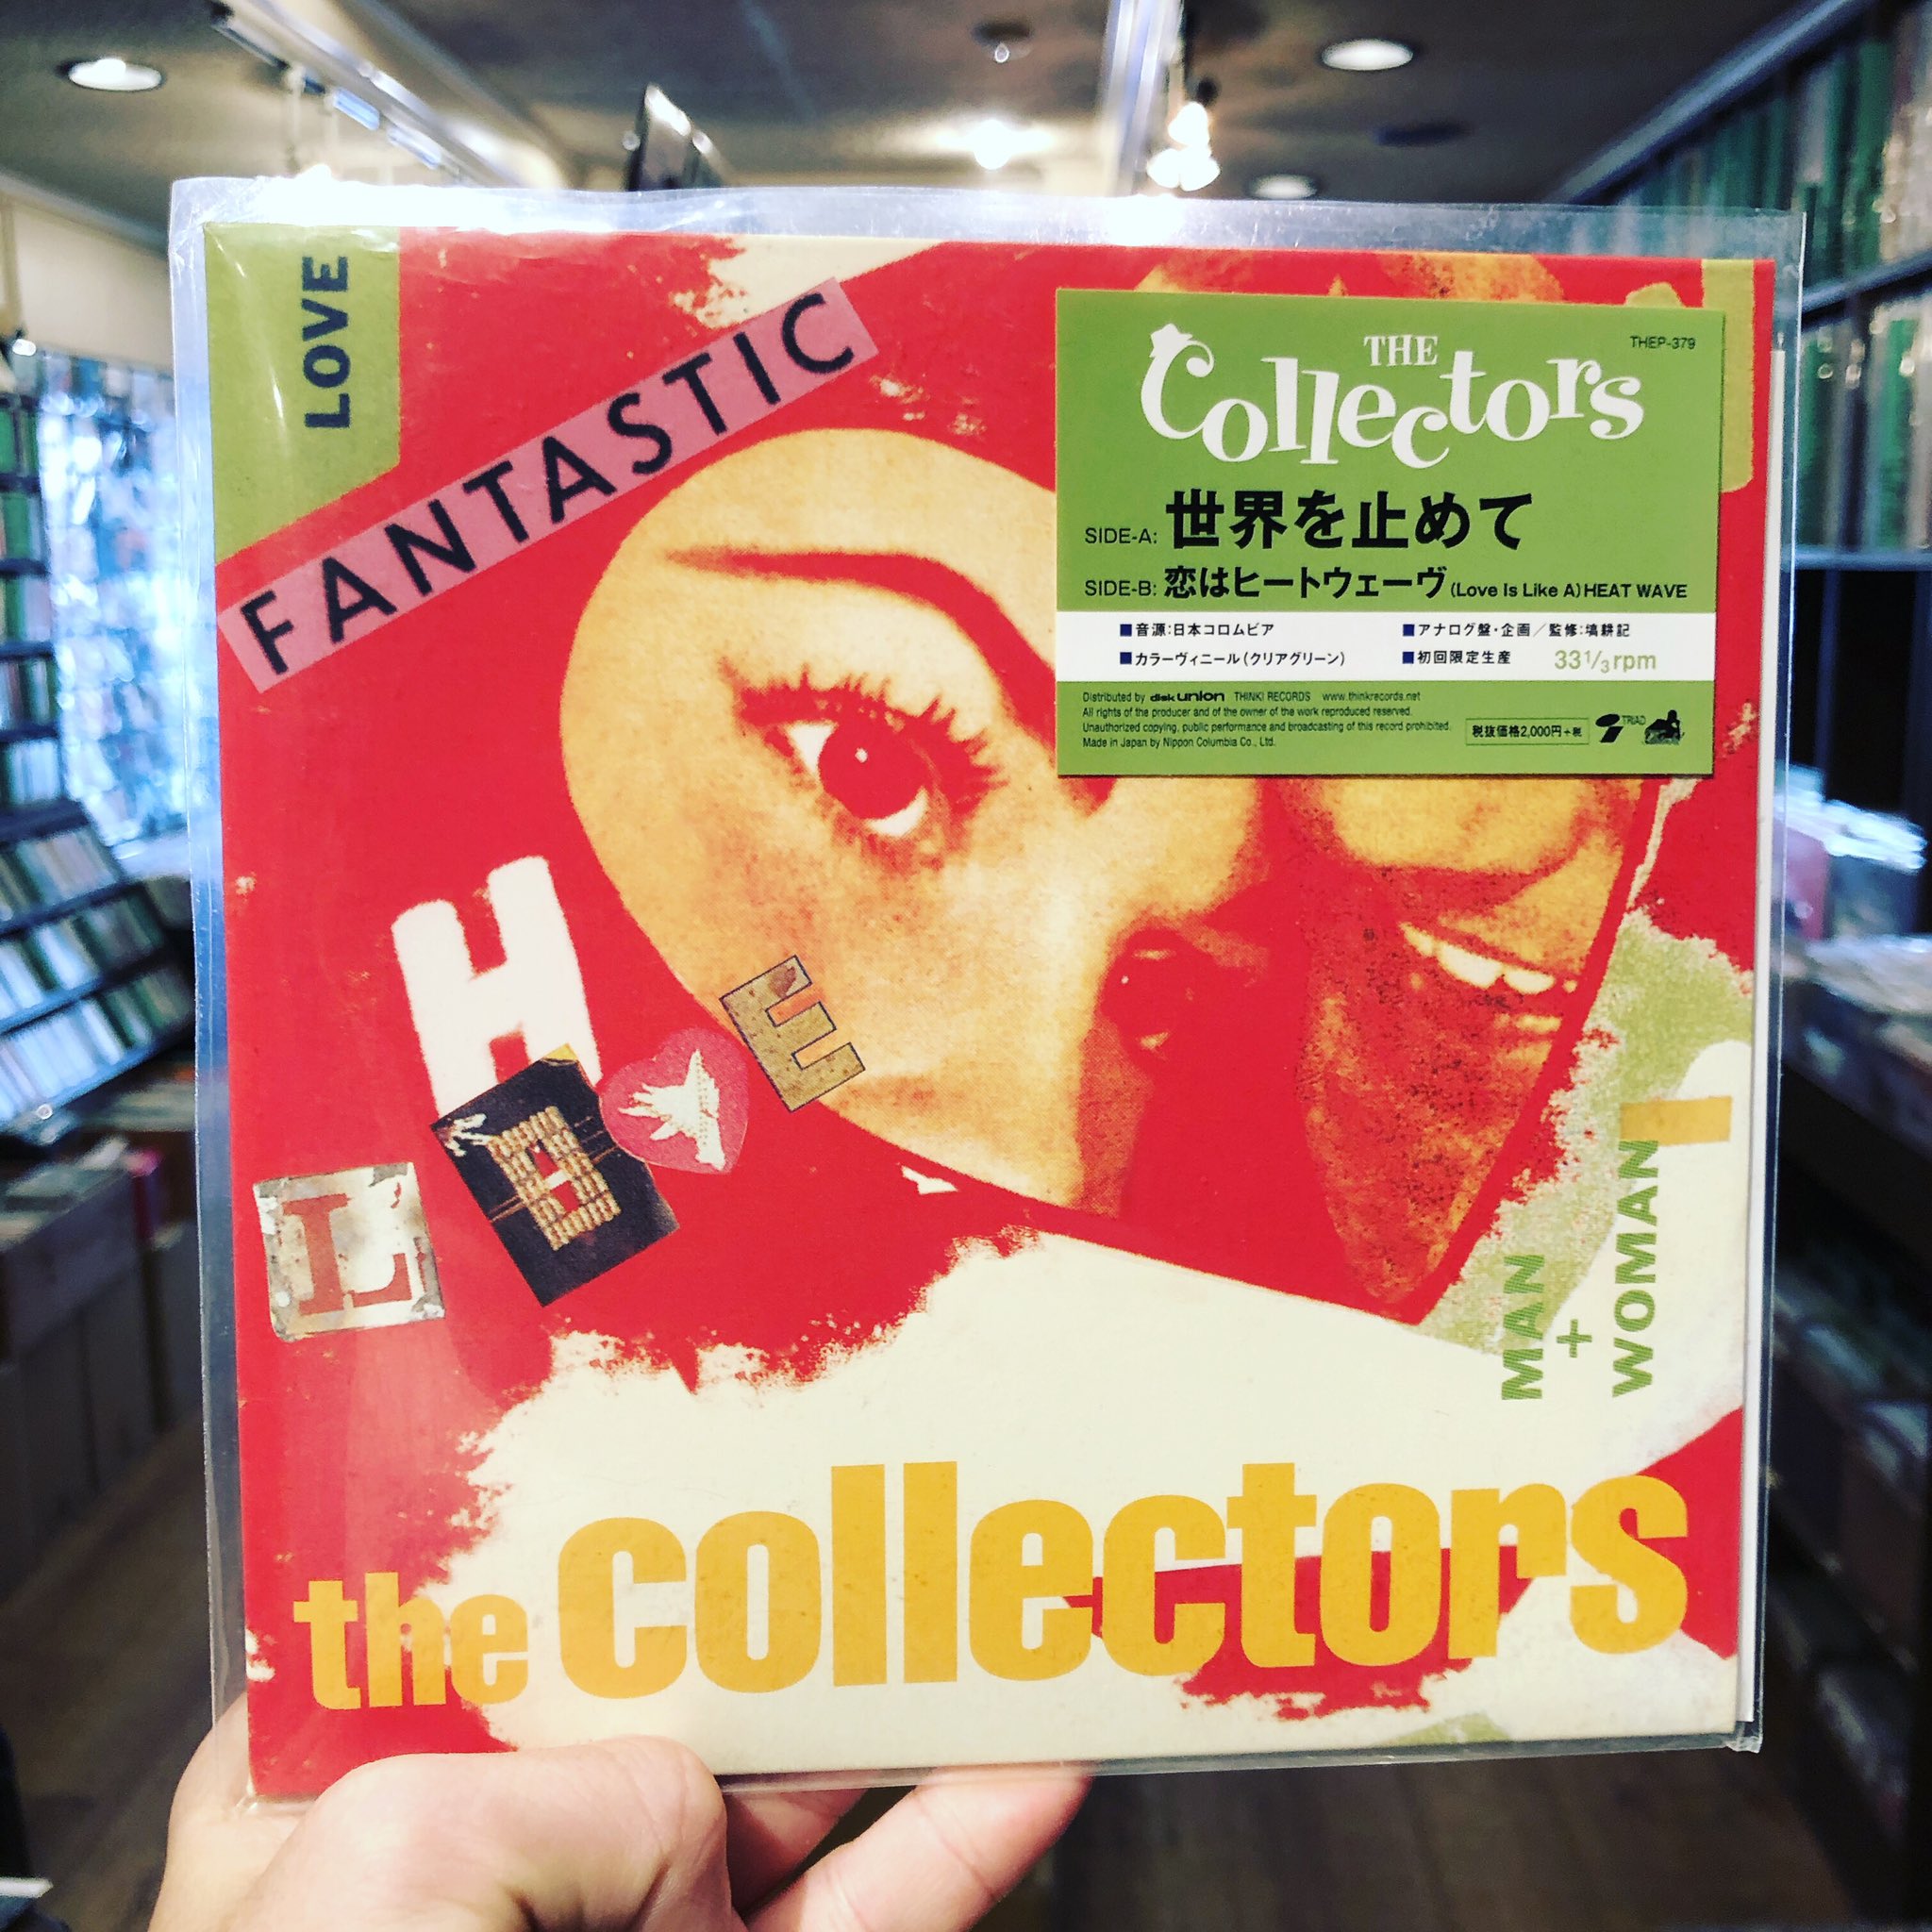 LOVE
FANTASTIC
THE
Collectors
THEP-379
SIDE-A: 世界を止めて
SIDE-B: 恋はヒートウェーヴ (Love Is Like A) HEAT WAVE
■音源:日本コロムビア
■アナログ盤・企画/監修:塙耕記
■カラーヴィニール(クリアグリーン)
■初回限定生産
33 1/3 rpm
Distributed by diskunion THINK! RECORDS www.thinkrecords.net
All rights of the producer and of the owner of the work reproduced reserved.
Unauthorized copying, public performance and broadcasting of this record prohibited.
Made in Japan by Nippon Columbia Co., Ltd.
税抜価格2,000円+税
TRIAD
H
E
L
MAN
+
WOMAN
the collectors